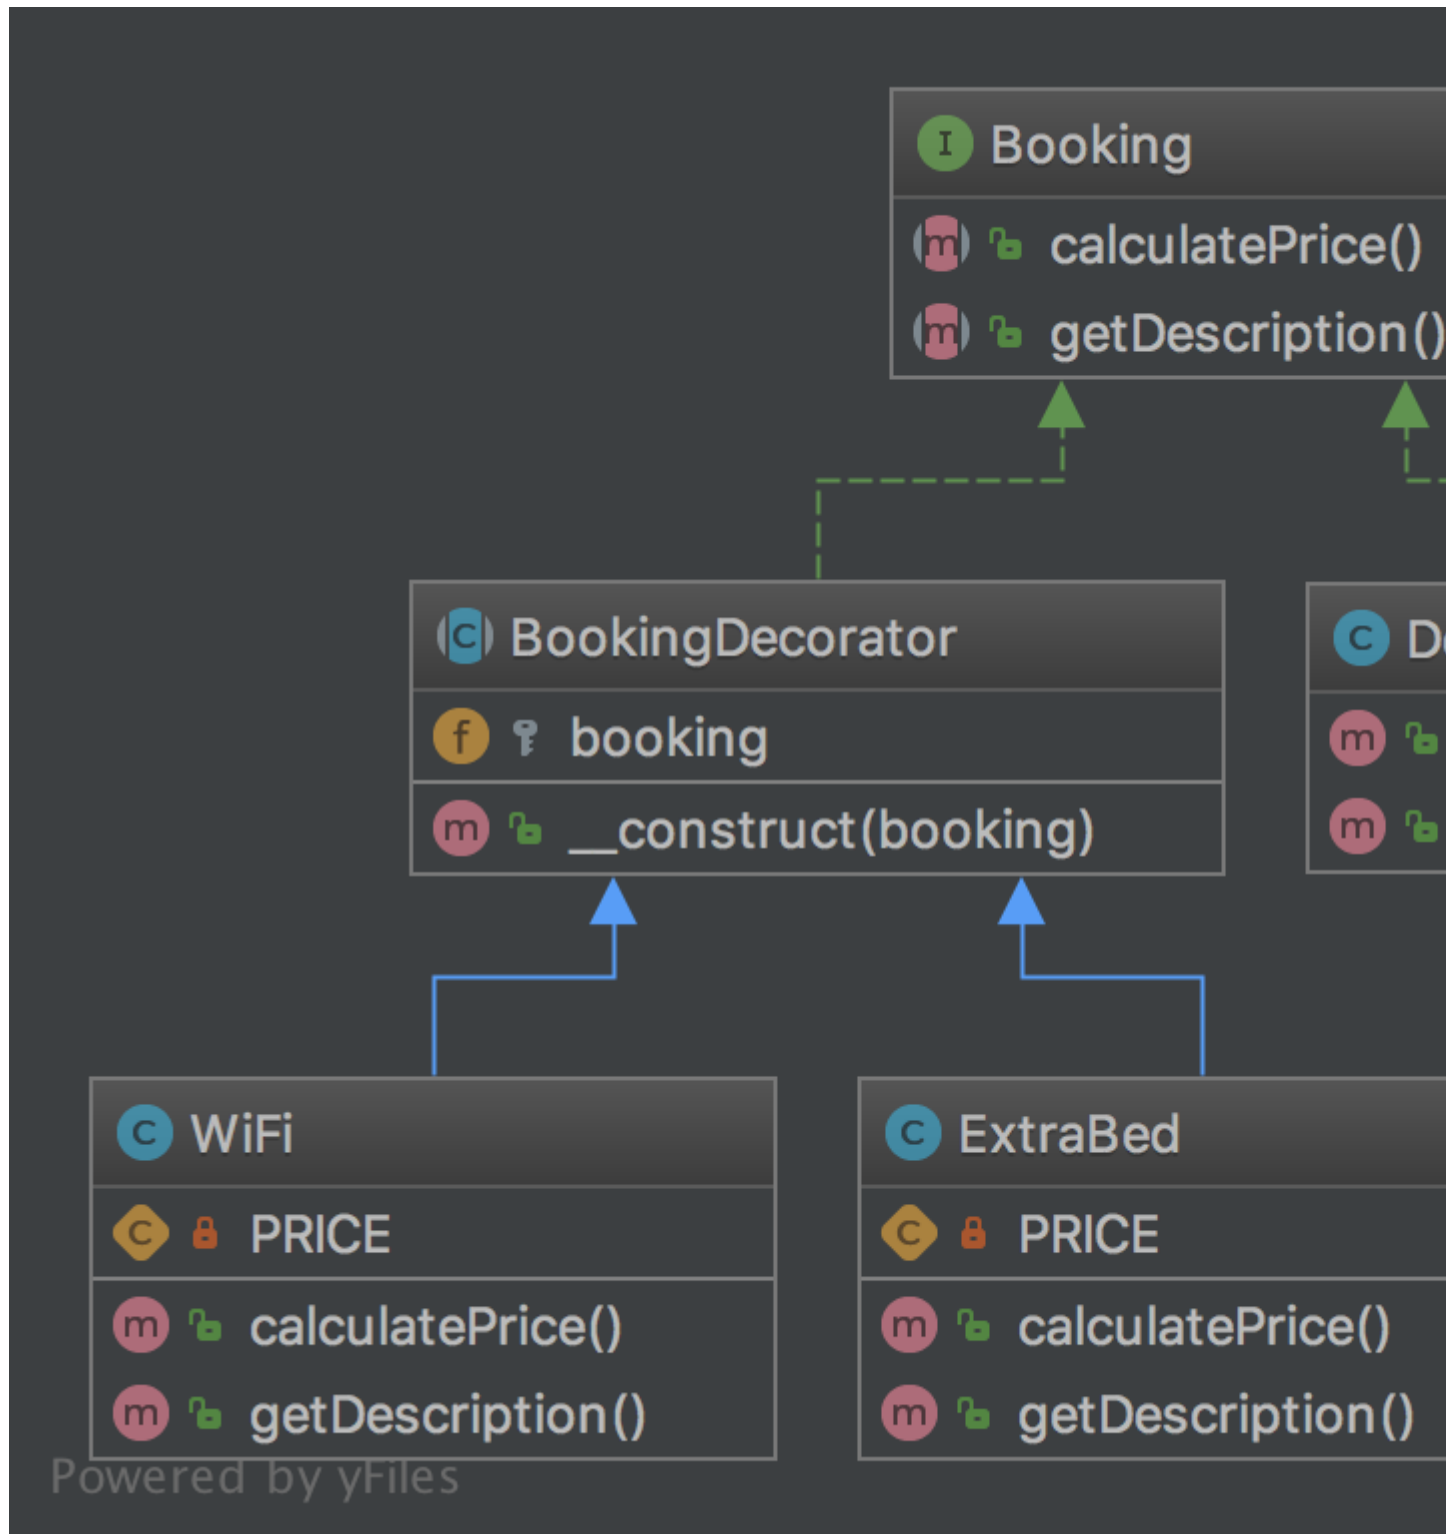 Booking
calculatePrice()
getDescription()
BookingDecorator
booking
__construct(booking)
WiFi
PRICE
calculatePrice()
getDescription()
ExtraBed
PRICE
calculatePrice()
getDescription()
Powered by yFiles